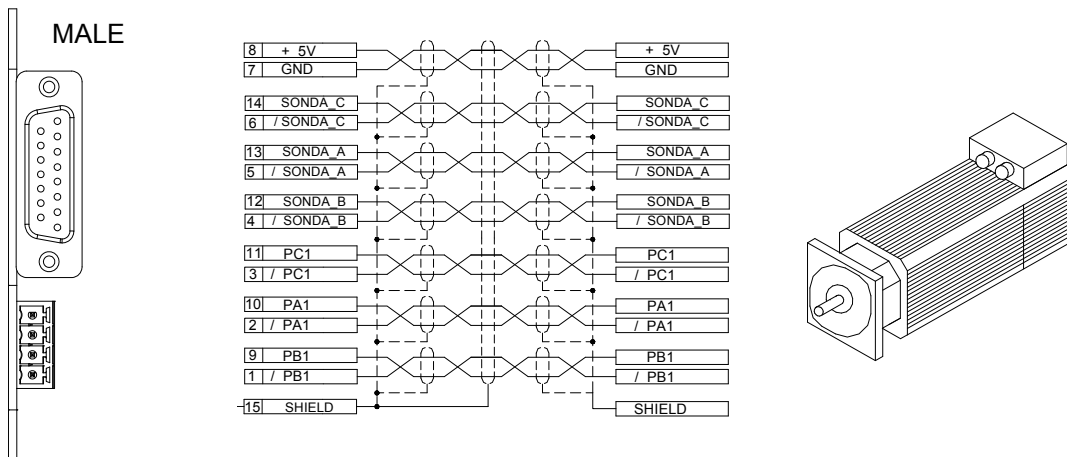 MALE
8 + 5V + 5V
7 GND GND
14 SONDA_C SONDA_C
6 / SONDA_C / SONDA_C
13 SONDA_A SONDA_A
5 / SONDA_A / SONDA_A
12 SONDA_B SONDA_B
4 / SONDA_B / SONDA_B
11 PC1 PC1
3 / PC1 / PC1
10 PA1 PA1
2 / PA1 / PA1
9 PB1 PB1
1 / PB1 / PB1
15 SHIELD SHIELD